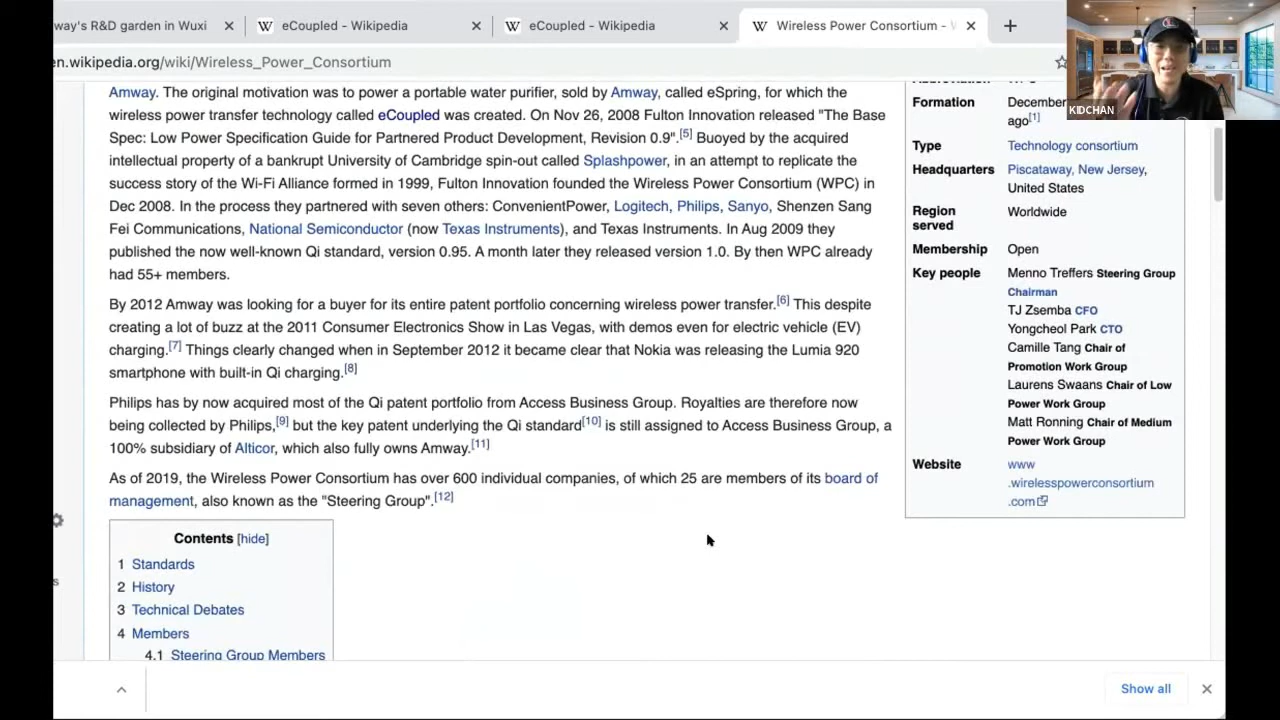 way's R&D garden in Wuxi
eCoupled - Wikipedia
eCoupled - Wikipedia
Wireless Power Consortium -
en.wikipedia.org/wiki/Wireless_Power_Consortium
KIDCHAN
Amway. The original motivation was to power a portable water purifier, sold by Amway, called eSpring, for which the
wireless power transfer technology called eCoupled was created. On Nov 26, 2008 Fulton Innovation released "The Base
Spec: Low Power Specification Guide for Partnered Product Development, Revision 0.9".[5] Buoyed by the acquired
intellectual property of a bankrupt University of Cambridge spin-out called Splashpower, in an attempt to replicate the
success story of the Wi-Fi Alliance formed in 1999, Fulton Innovation founded the Wireless Power Consortium (WPC) in
Dec 2008. In the process they partnered with seven others: ConvenientPower, Logitech, Philips, Sanyo, Shenzen Sang
Fei Communications, National Semiconductor (now Texas Instruments), and Texas Instruments. In Aug 2009 they
published the now well-known Qi standard, version 0.95. A month later they released version 1.0. By then WPC already
had 55+ members.
By 2012 Amway was looking for a buyer for its entire patent portfolio concerning wireless power transfer.[6] This despite
creating a lot of buzz at the 2011 Consumer Electronics Show in Las Vegas, with demos even for electric vehicle (EV)
charging.[7] Things clearly changed when in September 2012 it became clear that Nokia was releasing the Lumia 920
smartphone with built-in Qi charging.[8]
Philips has by now acquired most of the Qi patent portfolio from Access Business Group. Royalties are therefore now
being collected by Philips,[9] but the key patent underlying the Qi standard[10] is still assigned to Access Business Group, a
100% subsidiary of Alticor, which also fully owns Amway.[11]
As of 2019, the Wireless Power Consortium has over 600 individual companies, of which 25 are members of its board of
management, also known as the "Steering Group".[12]
Contents [hide]
1 Standards
2 History
3 Technical Debates
4 Members
4.1 Steering Group Members
Formation December
ago[1]
Type Technology consortium
Headquarters Piscataway, New Jersey,
United States
Region Worldwide
served
Membership Open
Key people Menno Treffers Steering Group
Chairman
TJ Zsemba CFO
Yongcheol Park CTO
Camille Tang Chair of
Promotion Work Group
Laurens Swaans Chair of Low
Power Work Group
Matt Ronning Chair of Medium
Power Work Group
Website www
.wirelesspowerconsortium
.com
Show all